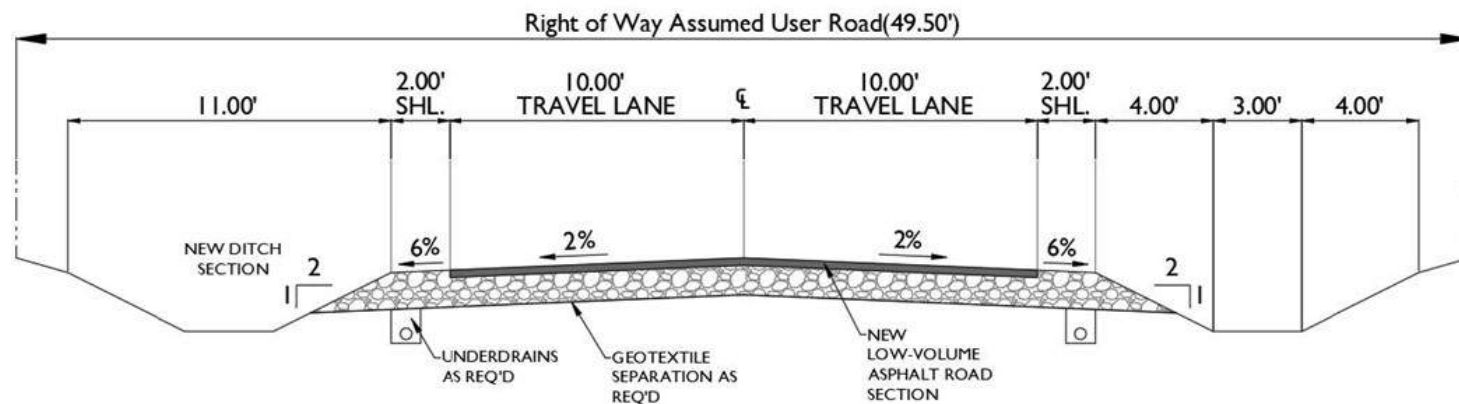 Right of Way Assumed User Road(49.50')
11.00'
2.00'
SHL.
10.00'
TRAVEL LANE
℄
10.00'
TRAVEL LANE
2.00'
SHL.
4.00'
3.00'
4.00'
NEW DITCH
SECTION
2
1
6%
2%
2%
6%
2
1
UNDERDRAINS
AS REQ'D
GEOTEXTILE
SEPARATION AS
REQ'D
NEW
LOW-VOLUME
ASPHALT ROAD
SECTION